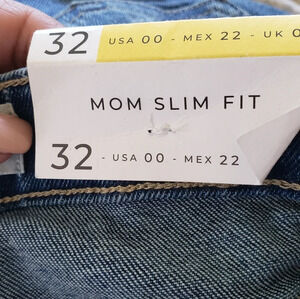 32 USA 00 - MEX 22 - UK
MOM SLIM FIT
32 - USA 00 - MEX 22